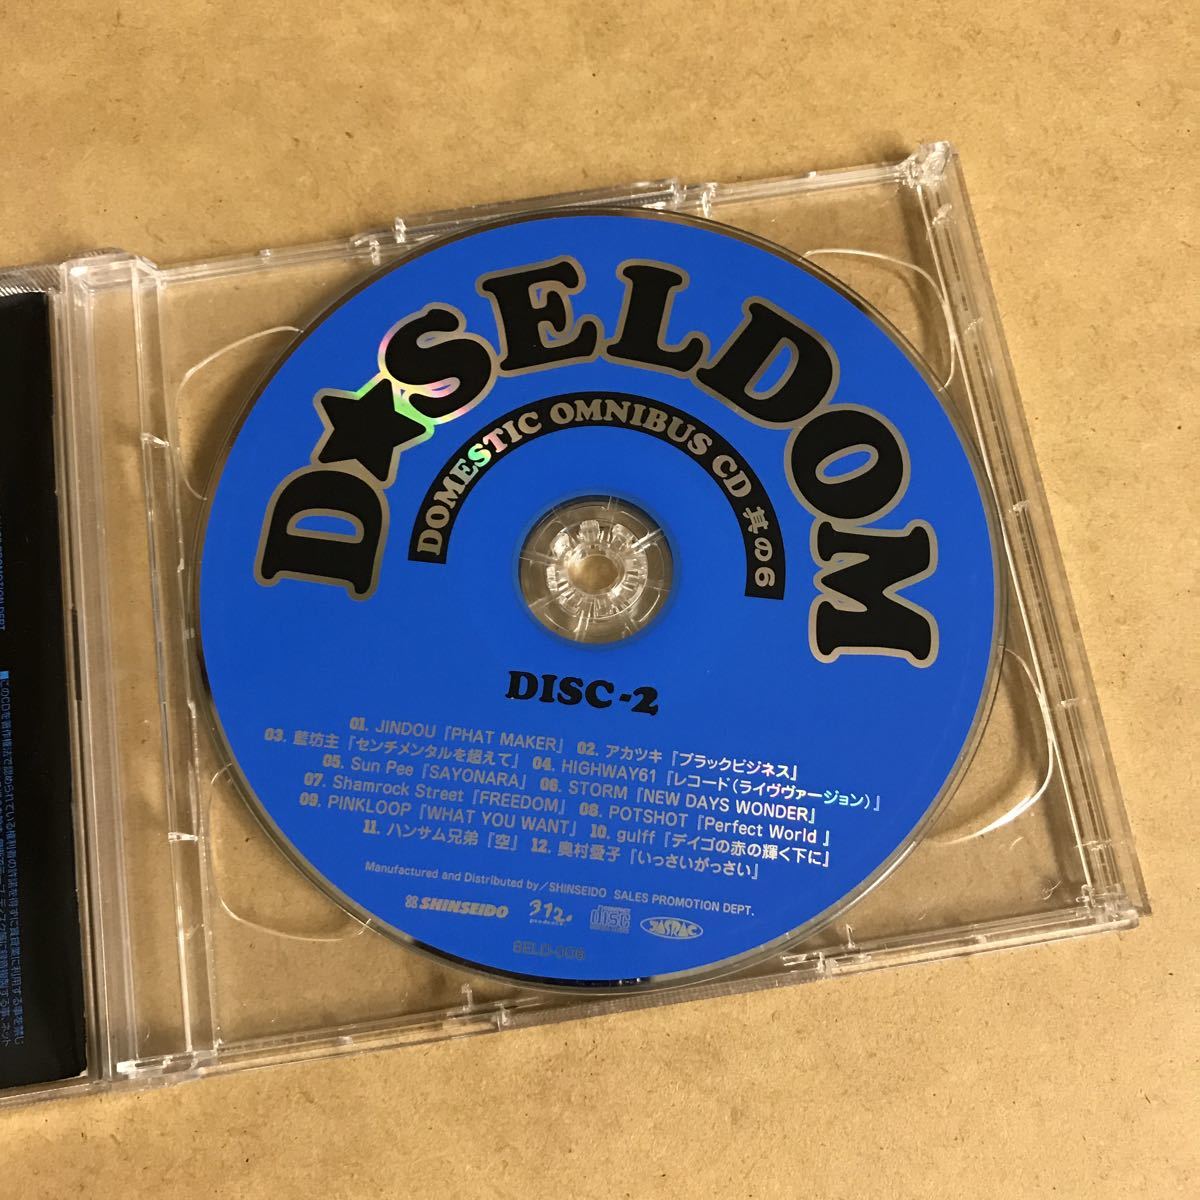 D★SELDOM
DOMESTIC OMNIBUS CD 其の6
DISC-2
01. JINDOU『PHAT MAKER』 02. アカツキ『ブラックビジネス』
03. 藍坊主『センチメンタルを超えて』 04. HIGHWAY61『レコード(ライヴヴァージョン)』
05. Sun Pee『SAYONARA』 06. STORM『NEW DAYS WONDER』
07. Shamrock Street『FREEDOM』 08. POTSHOT『Perfect World』
09. PINKLOOP『WHAT YOU WANT』 10. gulff『デイゴの赤の輝く下に』
11. ハンサム兄弟『空』 12. 奥村愛子『いっさいがっさい』
Manufactured and Distributed by／SHINSEIDO SALES PROMOTION DEPT.
SHINSEIDO 312. COMPACT disc DIGITAL AUDIO JASRAC
SELD-006